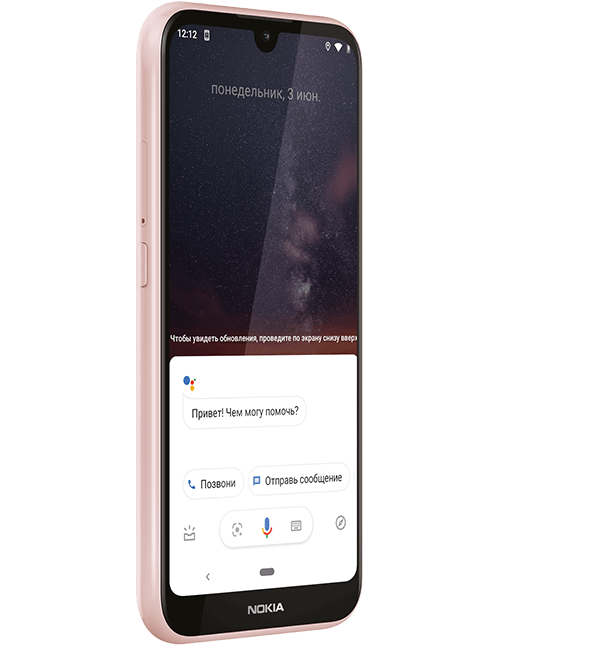 12:12
понедельник, 3 июн.
Чтобы увидеть обновления, проведите по экрану снизу вверх
Привет! Чем могу помочь?
Позвони
Отправь сообщение
NOKIA